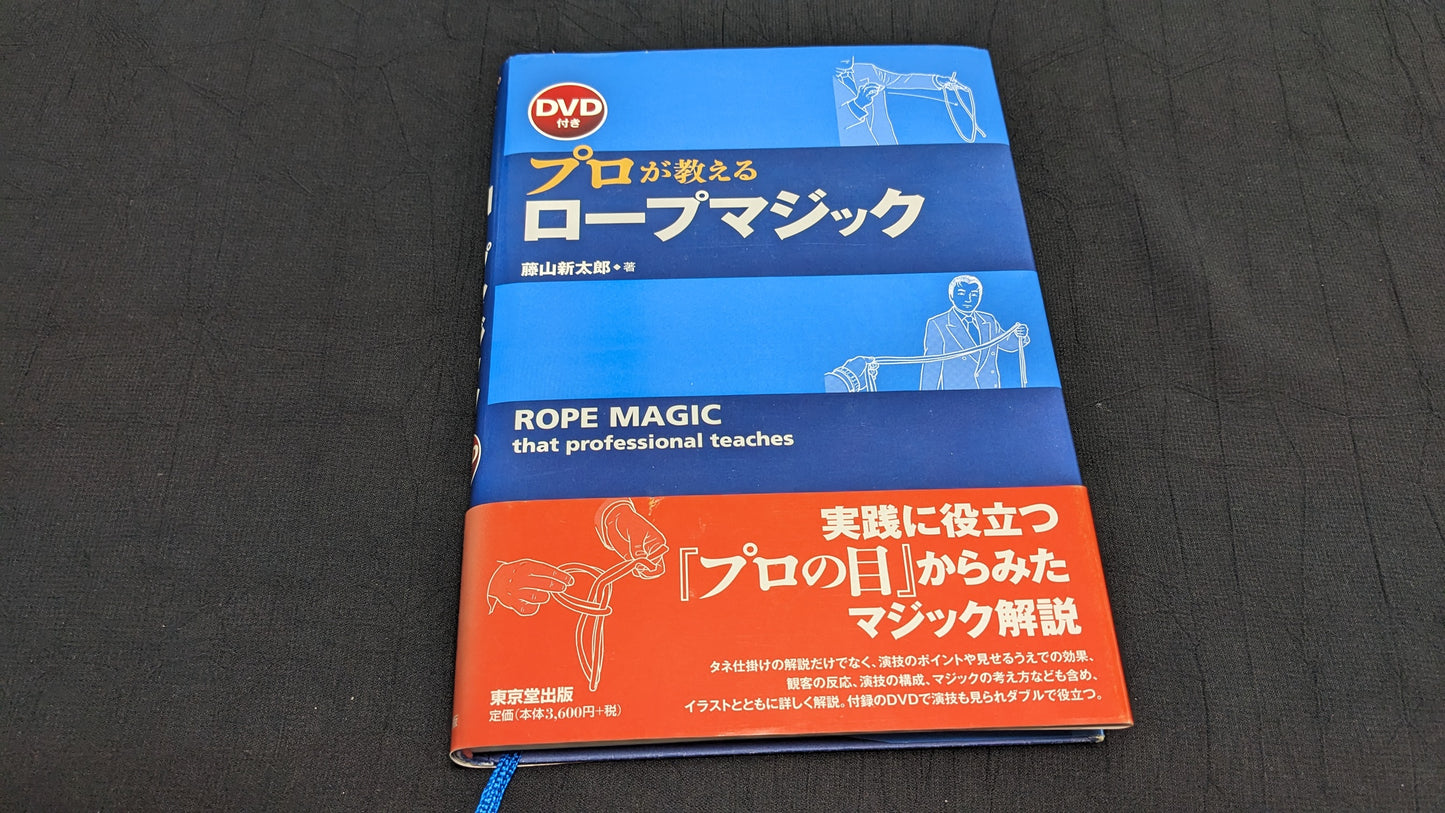 DVD
付き
プロが教える
ロープマジック
藤山新太郎◆著
ROPE MAGIC
that professional teaches
実践に役立つ
『プロの目』からみた
マジック解説
タネ仕掛けの解説だけでなく、演技のポイントや見せるうえでの効果、
観客の反応、演技の構成、マジックの考え方なども含め、
イラストとともに詳しく解説。付録のDVDで演技も見られダブルで役立つ。
東京堂出版
定価(本体3,600円+税)